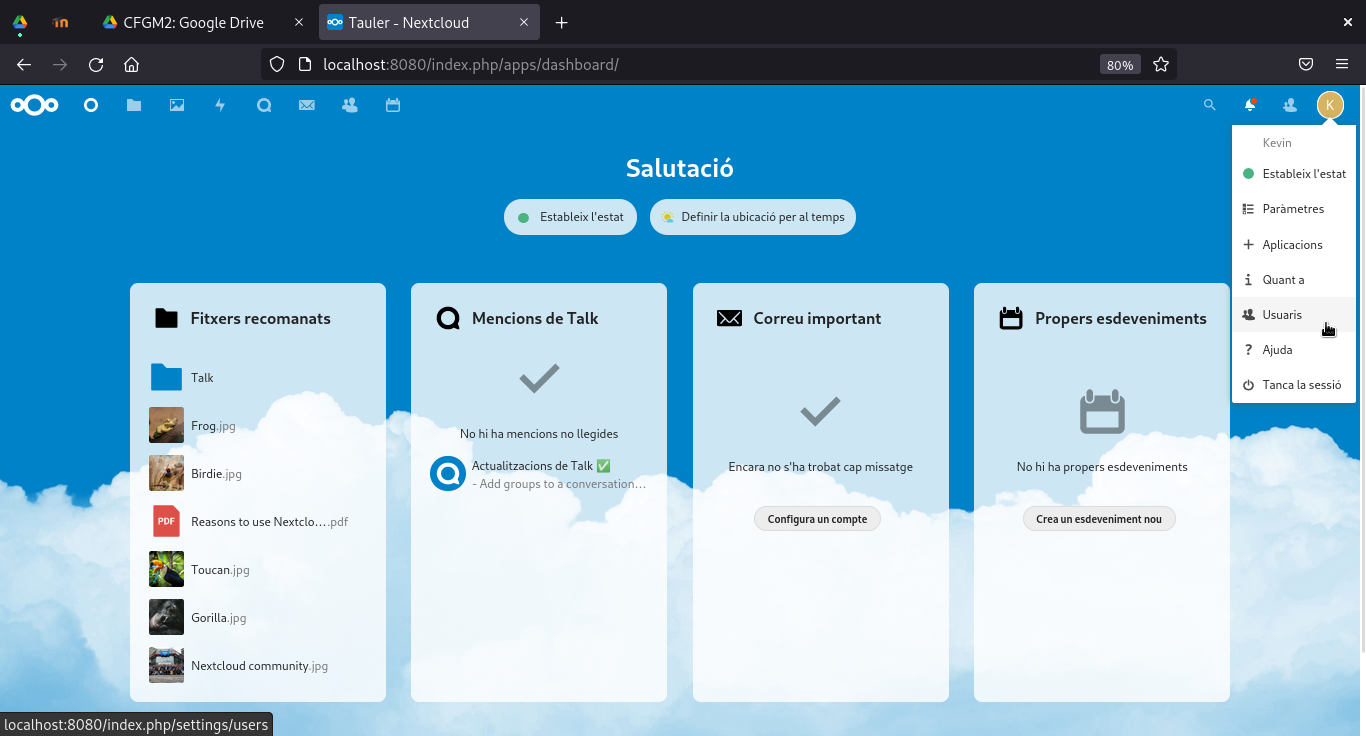 CFGM2: Google Drive
Tauler - Nextcloud
localhost:8080/index.php/apps/dashboard/
80%
K
Kevin
Estableix l'estat
Paràmetres
Aplicacions
Quant a
Usuaris
Ajuda
Tanca la sessió
Salutació
Estableix l'estat
Definir la ubicació per al temps
Fitxers recomanats
Talk
Frog.jpg
Birdie.jpg
PDF
Reasons to use Nextclo….pdf
Toucan.jpg
Gorilla.jpg
Nextcloud community.jpg
Mencions de Talk
No hi ha mencions no llegides
Actualitzacions de Talk ✅
- Add groups to a conversation…
Correu important
Encara no s'ha trobat cap missatge
Configura un compte
Propers esdeveniments
No hi ha propers esdeveniments
Crea un esdeveniment nou
localhost:8080/index.php/settings/users